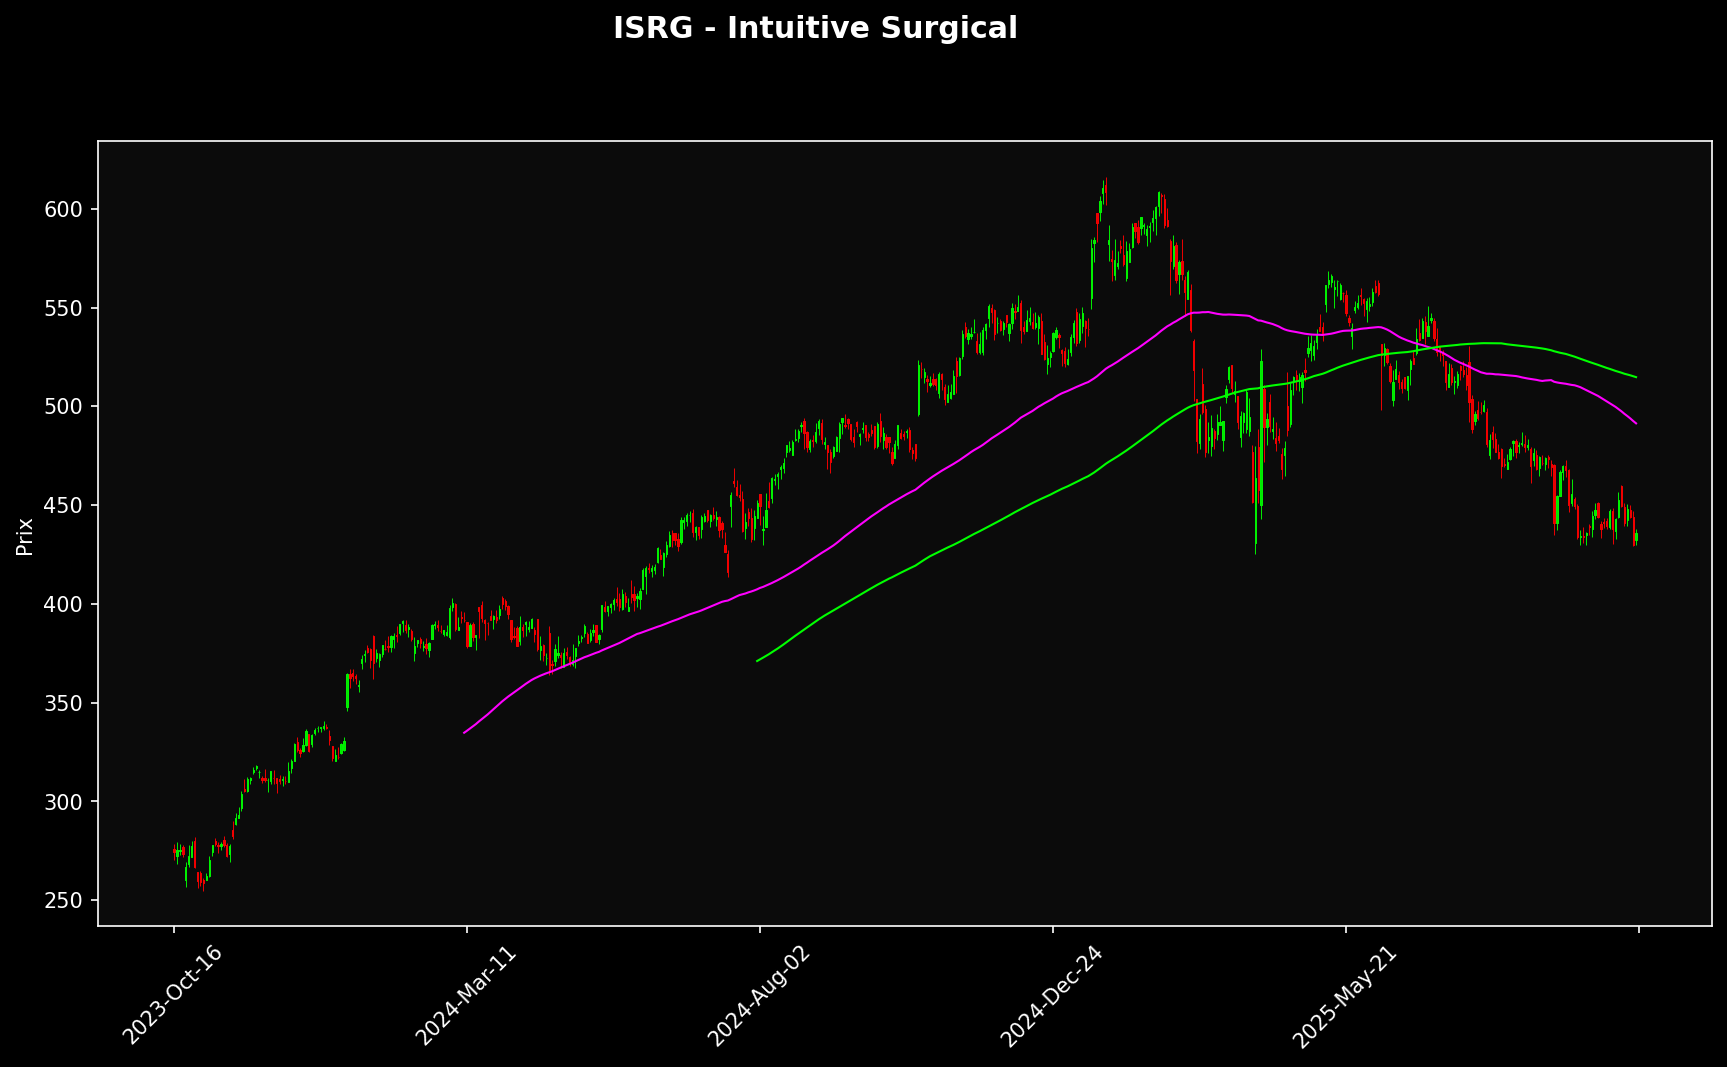 ISRG - Intuitive Surgical
Prix
600
550
500
450
400
350
300
250
2023-Oct-16
2024-Mar-11
2024-Aug-02
2024-Dec-24
2025-May-21